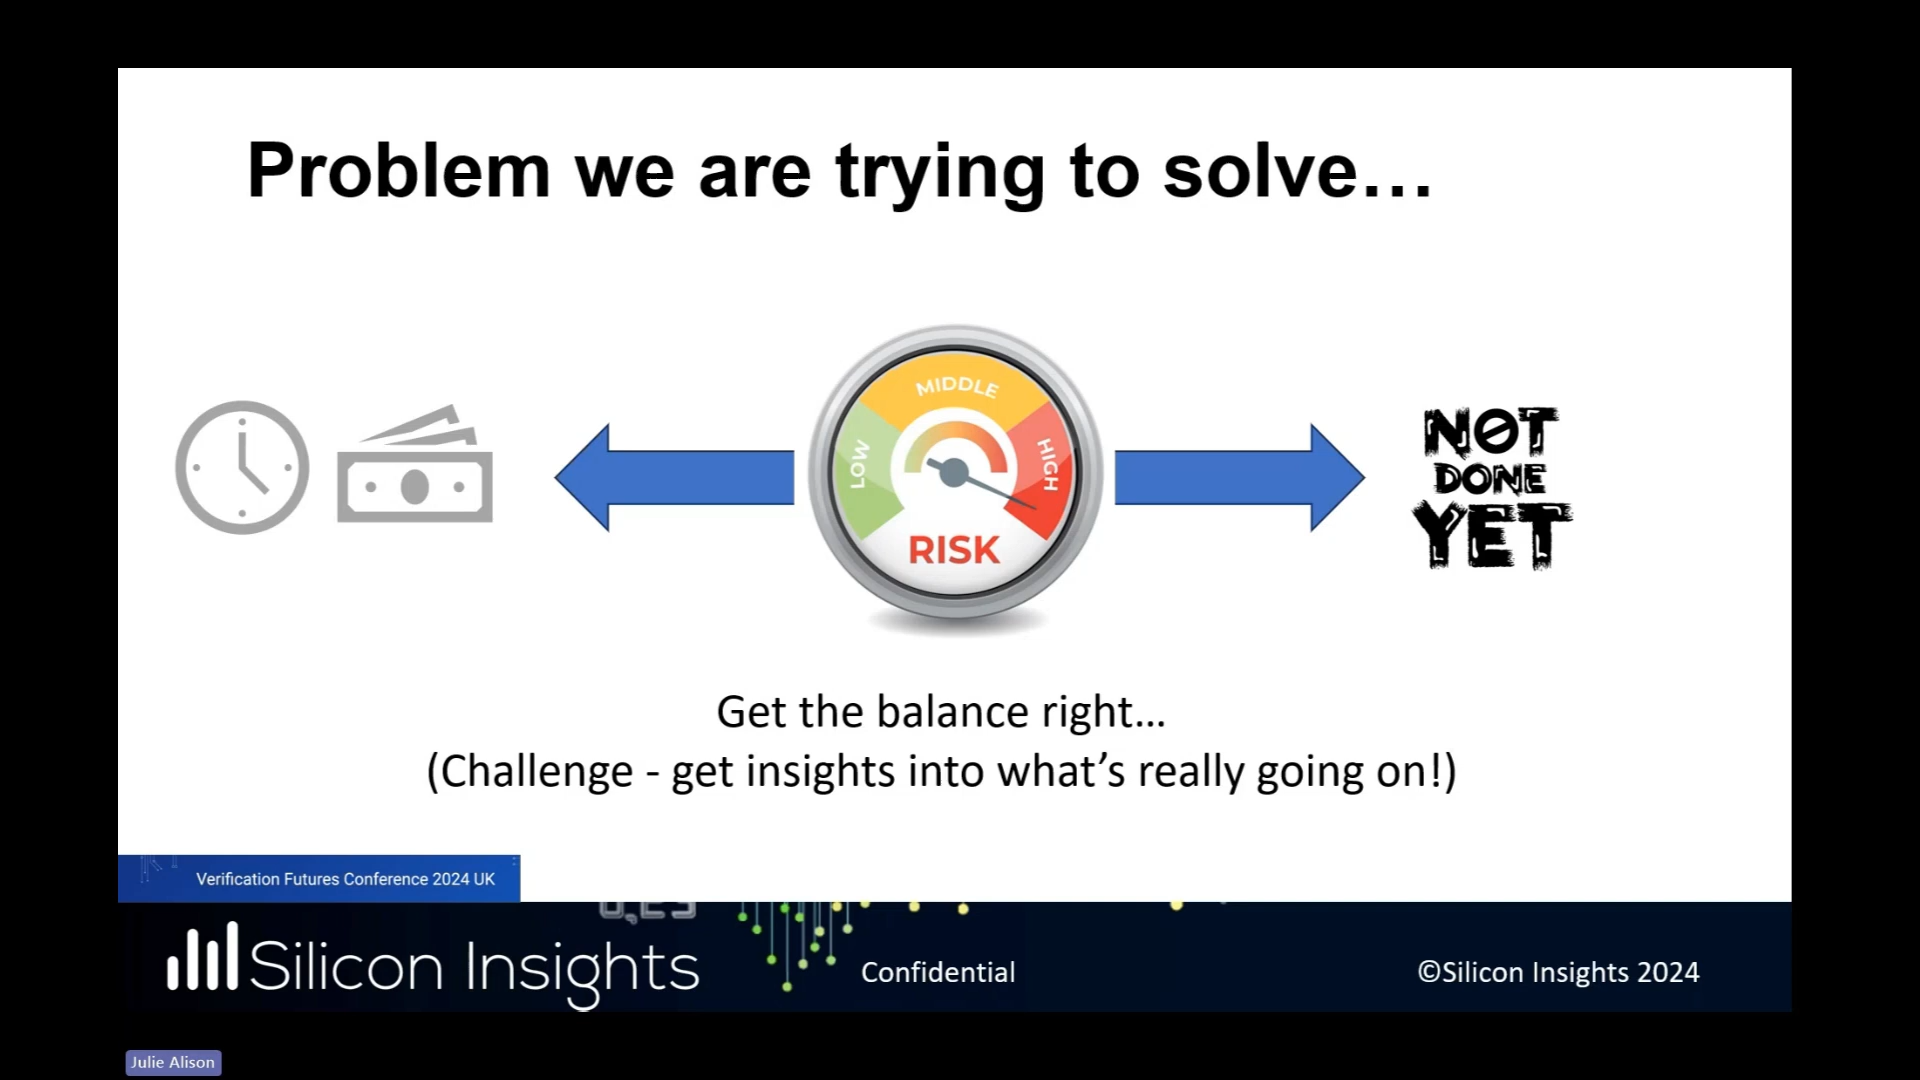 Problem we are trying to solve…
LOW
MIDDLE
HIGH
RISK
NOT
DONE
YET
Get the balance right…
(Challenge - get insights into what’s really going on!)
Verification Futures Conference 2024 UK
Silicon Insights
Confidential
©Silicon Insights 2024
Julie Alison